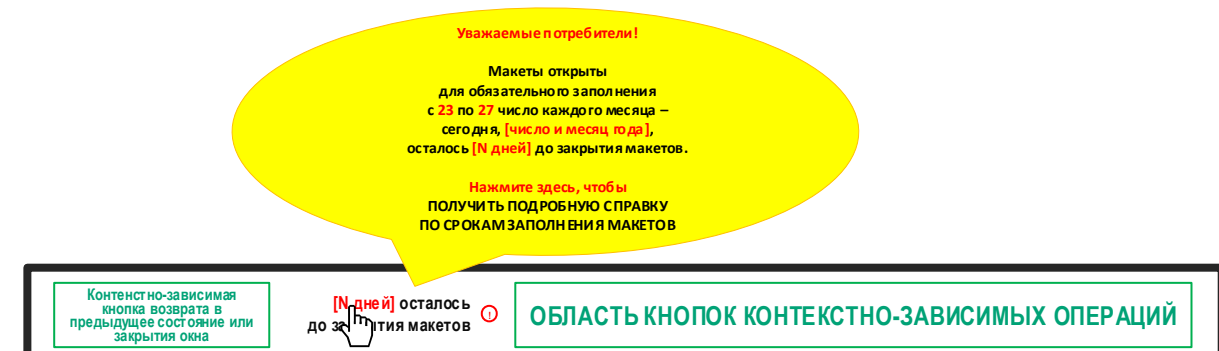 Уважаемые потребители!
Макеты открыты
для обязательного заполнения
с 23 по 27 число каждого месяца –
сегодня, [число и месяц года],
осталось [N дней] до закрытия макетов.
Нажмите здесь, чтобы
ПОЛУЧИТЬ ПОДРОБНУЮ СПРАВКУ
ПО СРОКАМ ЗАПОЛНЕНИЯ МАКЕТОВ
Контенстно-зависимая
кнопка возврата в
предыдущее состояние или
закрытия окна
[N дней] осталось
до закрытия макетов
ОБЛАСТЬ КНОПОК КОНТЕКСТНО-ЗАВИСИМЫХ ОПЕРАЦИЙ